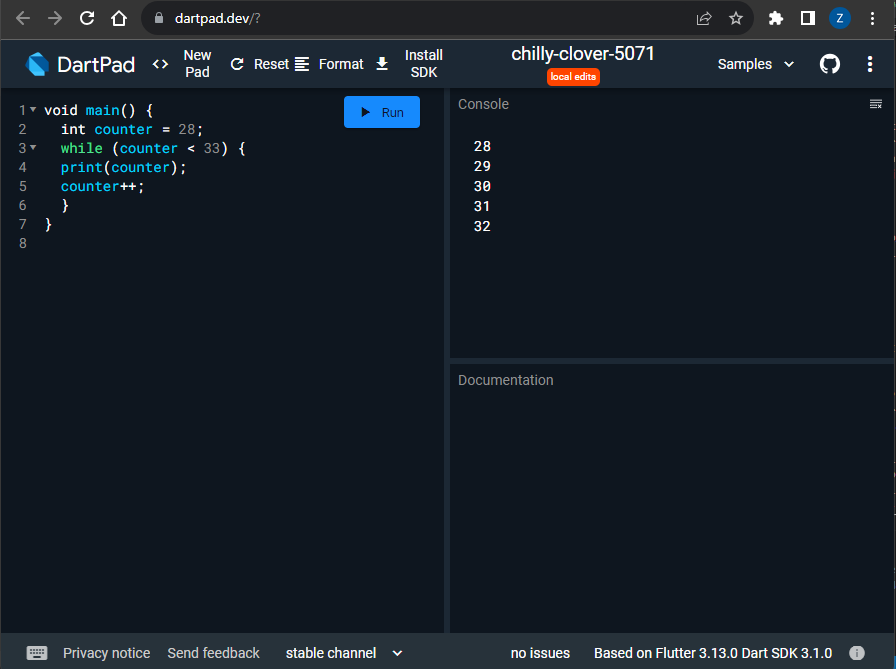 dartpad.dev/?
Z
DartPad
<> New Pad
Reset
Format
Install SDK
chilly-clover-5071
local edits
Samples
1 void main() {
2   int counter = 28;
3   while (counter < 33) {
4   print(counter);
5   counter++;
6   }
7 }
8
Run
Console
28
29
30
31
32
Documentation
Privacy notice
Send feedback
stable channel
no issues
Based on Flutter 3.13.0 Dart SDK 3.1.0
i